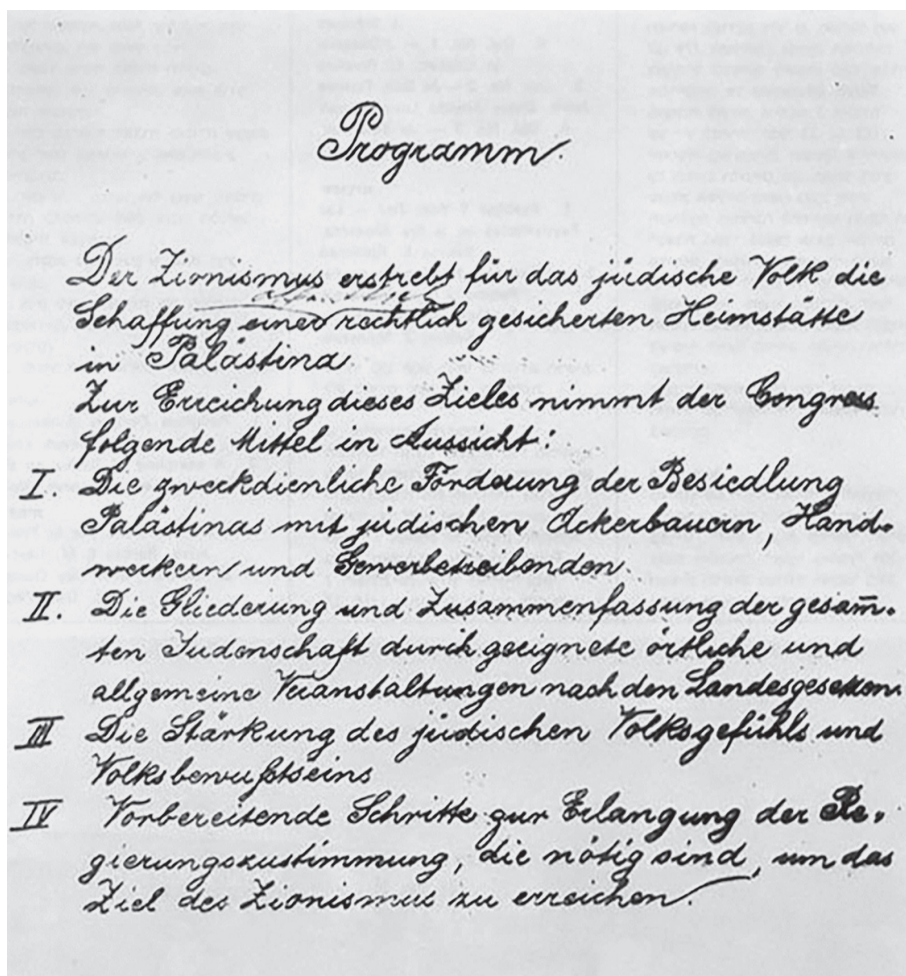 Programm.
Der Zionismus erstrebt für das jüdische Volk die
Schaffung einer rechtlich gesicherten Heimstätte
in Palästina.
Zur Erreichung dieses Zieles nimmt der Congress
folgende Mittel in Aussicht:
I. Die zweckdienliche Förderung der Besiedlung
Palästinas mit jüdischen Ackerbauern, Hand-
werkern und Gewerbetreibenden.
II. Die Gliederung und Zusammenfassung der gesam̄-
ten Judenschaft durch geeignete örtliche und
allgemeine Veranstaltungen nach den Landesgesetzen.
III Die Stärkung des jüdischen Volksgefühls und
Volksbewußtseins
IV Vorbereitende Schritte zur Erlangung der Re-
gierungszustimmung, die nötig sind, um das
Ziel des Zionismus zu erreichen.